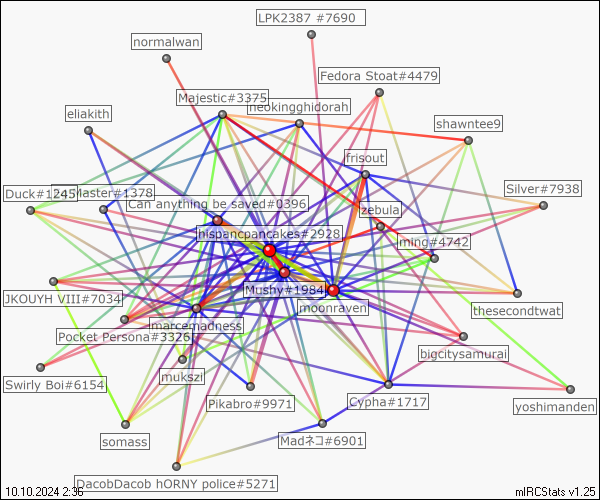 LPK2387 #7690
normalwan
Fedora Stoat#4479
Majestic#3375
neokingghidorah
eliakith
shawntee9
frisout
Duck#1245
Master#1378
Silver#7938
Can anything be saved#0396
zebula
hispancpancakes#2928
ming#4742
Mushy#1984
JKOUYH VIII#7034
moonraven
thesecondtwat
marcemadness
Pocket Persona#3326
bigcitysamurai
mukszi
Swirly Boi#6154
Pikabro#9971
Cypha#1717
yoshimanden
somass
Madネコ#6901
DacobDacob hORNY police#5271
10.10.2024 2:36
mIRCStats v1.25